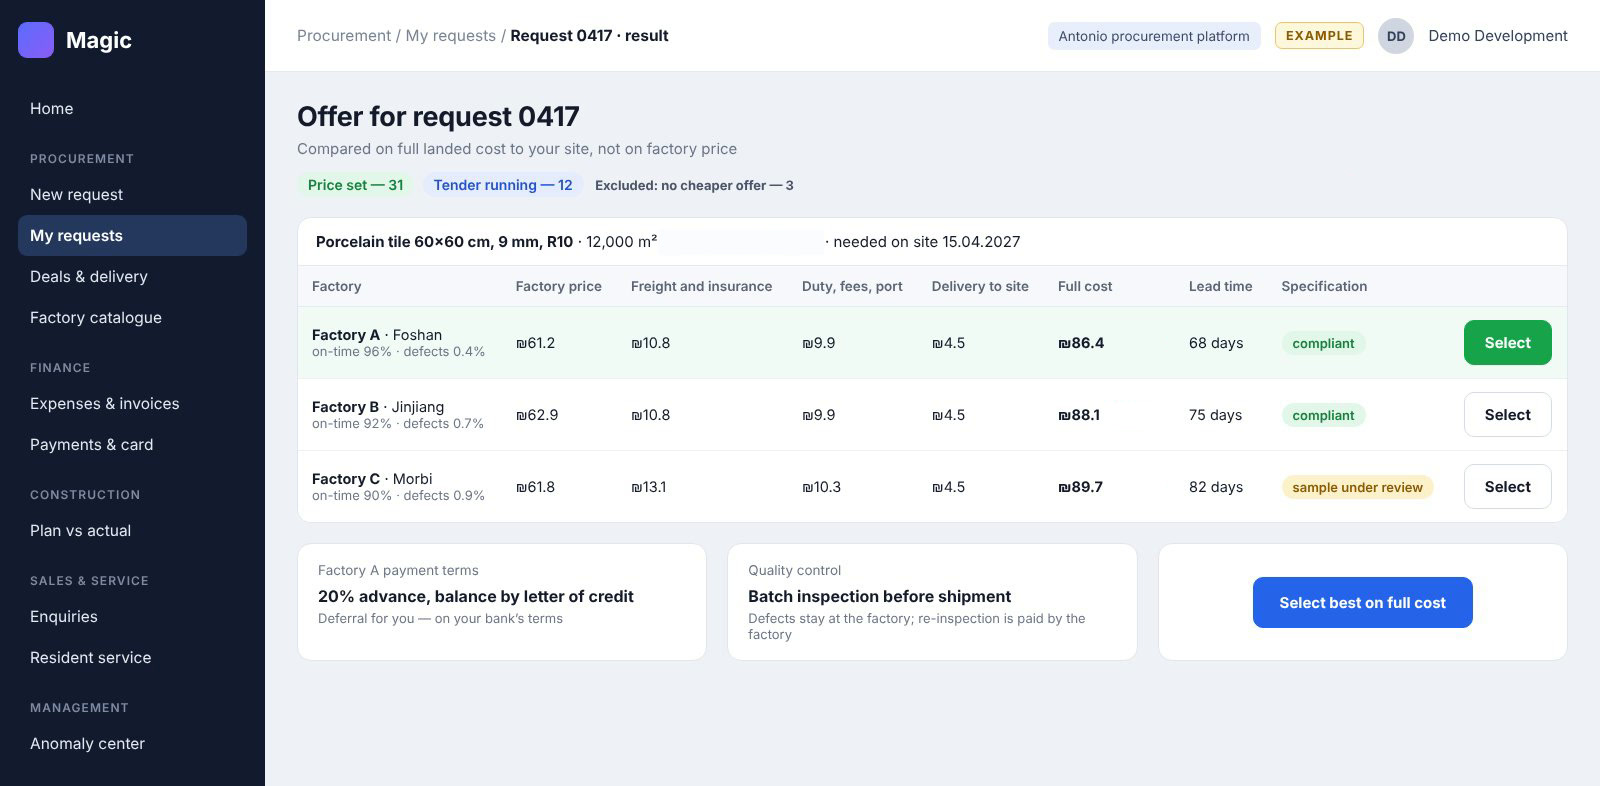 Magic
Procurement / My requests / Request 0417 · result
Antonio procurement platform
EXAMPLE
DD
Demo Development
Home
PROCUREMENT
New request
My requests
Deals & delivery
Factory catalogue
FINANCE
Expenses & invoices
Payments & card
CONSTRUCTION
Plan vs actual
SALES & SERVICE
Enquiries
Resident service
MANAGEMENT
Anomaly center
Offer for request 0417
Compared on full landed cost to your site, not on factory price
Price set — 31 Tender running — 12 Excluded: no cheaper offer — 3
Porcelain tile 60×60 cm, 9 mm, R10 · 12,000 m² · needed on site 15.04.2027
Factory Factory price Freight and insurance Duty, fees, port Delivery to site Full cost Lead time Specification
Factory A · Foshan
on-time 96% · defects 0.4%
₪61.2 ₪10.8 ₪9.9 ₪4.5 ₪86.4 68 days compliant Select
Factory B · Jinjiang
on-time 92% · defects 0.7%
₪62.9 ₪10.8 ₪9.9 ₪4.5 ₪88.1 75 days compliant Select
Factory C · Morbi
on-time 90% · defects 0.9%
₪61.8 ₪13.1 ₪10.3 ₪4.5 ₪89.7 82 days sample under review Select
Factory A payment terms
20% advance, balance by letter of credit
Deferral for you — on your bank’s terms
Quality control
Batch inspection before shipment
Defects stay at the factory; re-inspection is paid by the
factory
Select best on full cost